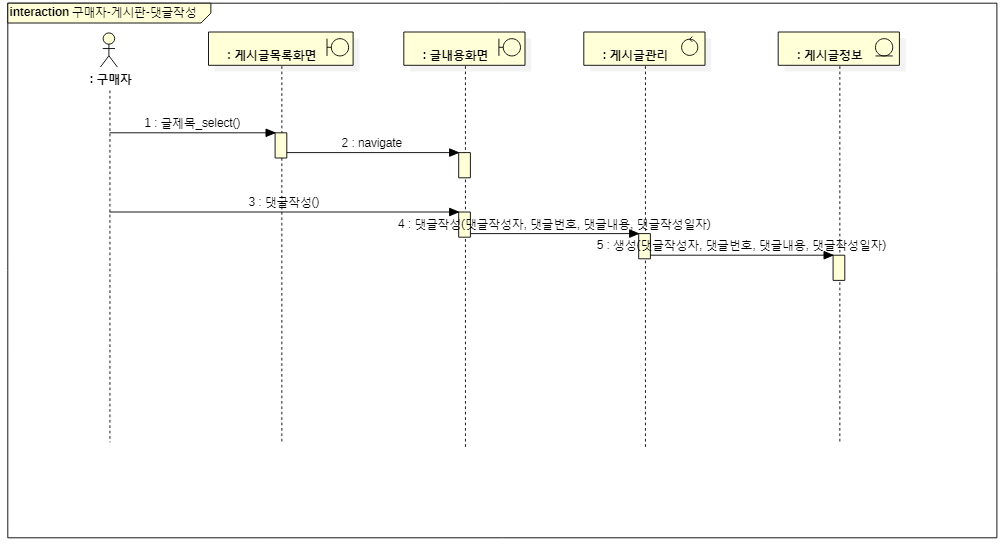 interaction 구매자-게시판-댓글작성
: 구매자
: 게시글목록화면
: 글내용화면
: 게시글관리
: 게시글정보
1 : 글제목_select()
2 : navigate
3 : 댓글작성()
4 : 댓글작성(댓글작성자, 댓글번호, 댓글내용, 댓글작성일자)
5 : 생성(댓글작성자, 댓글번호, 댓글내용, 댓글작성일자)